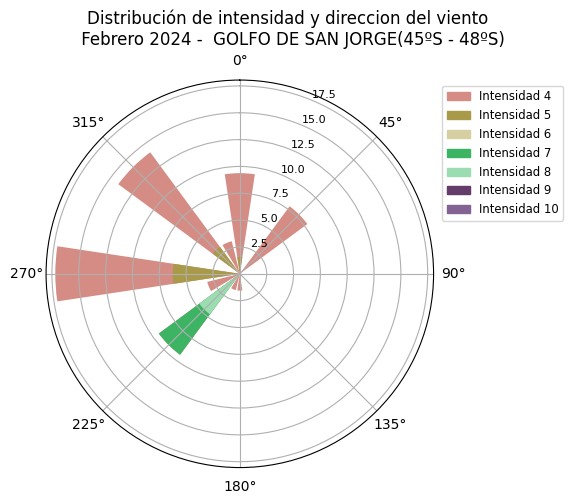 Distribución de intensidad y direccion del viento
Febrero 2024 -  GOLFO DE SAN JORGE(45ºS - 48ºS)
0°
45°
90°
135°
180°
225°
270°
315°
2.5
5.0
7.5
10.0
12.5
15.0
17.5
Intensidad 4
Intensidad 5
Intensidad 6
Intensidad 7
Intensidad 8
Intensidad 9
Intensidad 10